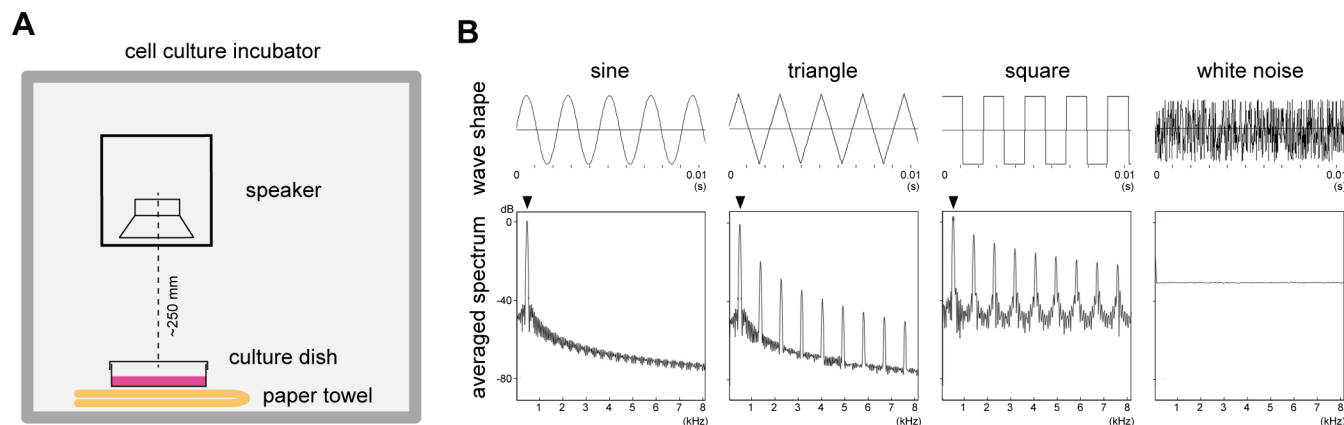 A
cell culture incubator
speaker
~250 mm
culture dish
paper towel
B
sine
triangle
square
white noise
wave shape
0 0.01
(s)
0 0.01
(s)
0 0.01
(s)
0 0.01
(s)
averaged spectrum
dB
0
-40
-80
1 2 3 4 5 6 7 8
(kHz)
1 2 3 4 5 6 7 8
(kHz)
1 2 3 4 5 6 7 8
(kHz)
1 2 3 4 5 6 7 8
(kHz)